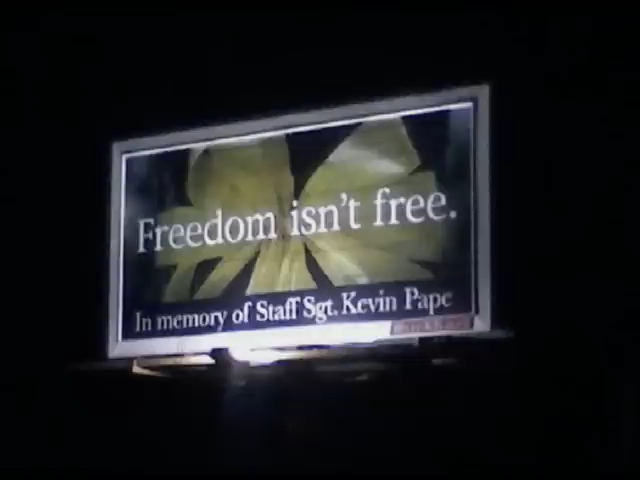 Freedom isn't free.
In memory of Staff Sgt. Kevin Pape